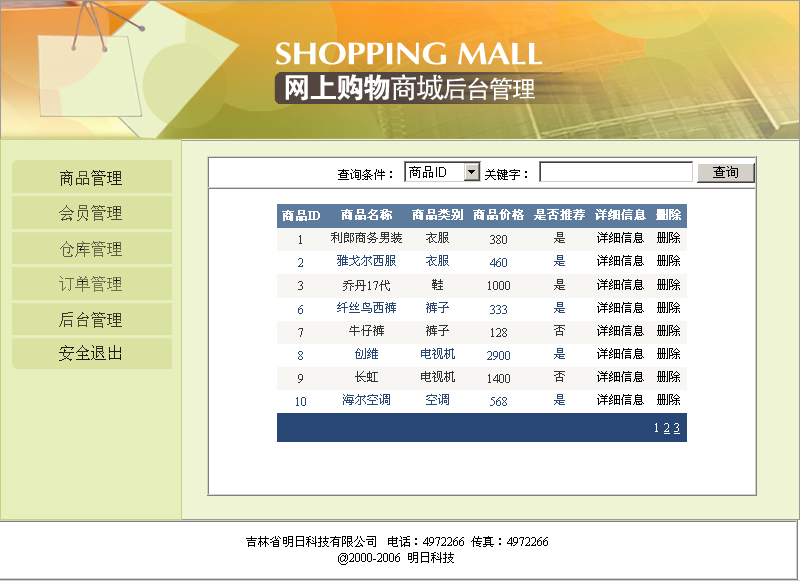 SHOPPING MALL
网上购物商城后台管理
商品管理
会员管理
仓库管理
订单管理
后台管理
安全退出
查询条件： 商品ID 关键字： 查询
商品ID 商品名称 商品类别 商品价格 是否推荐 详细信息 删除
1 利郎商务男装 衣服 380 是 详细信息 删除
2 雅戈尔西服 衣服 460 是 详细信息 删除
3 乔丹17代 鞋 1000 是 详细信息 删除
6 纤丝鸟西裤 裤子 333 是 详细信息 删除
7 牛仔裤 裤子 128 否 详细信息 删除
8 创维 电视机 2900 是 详细信息 删除
9 长虹 电视机 1400 否 详细信息 删除
10 海尔空调 空调 568 是 详细信息 删除
1 2 3
吉林省明日科技有限公司 电话：4972266 传真：4972266
@2000-2006 明日科技